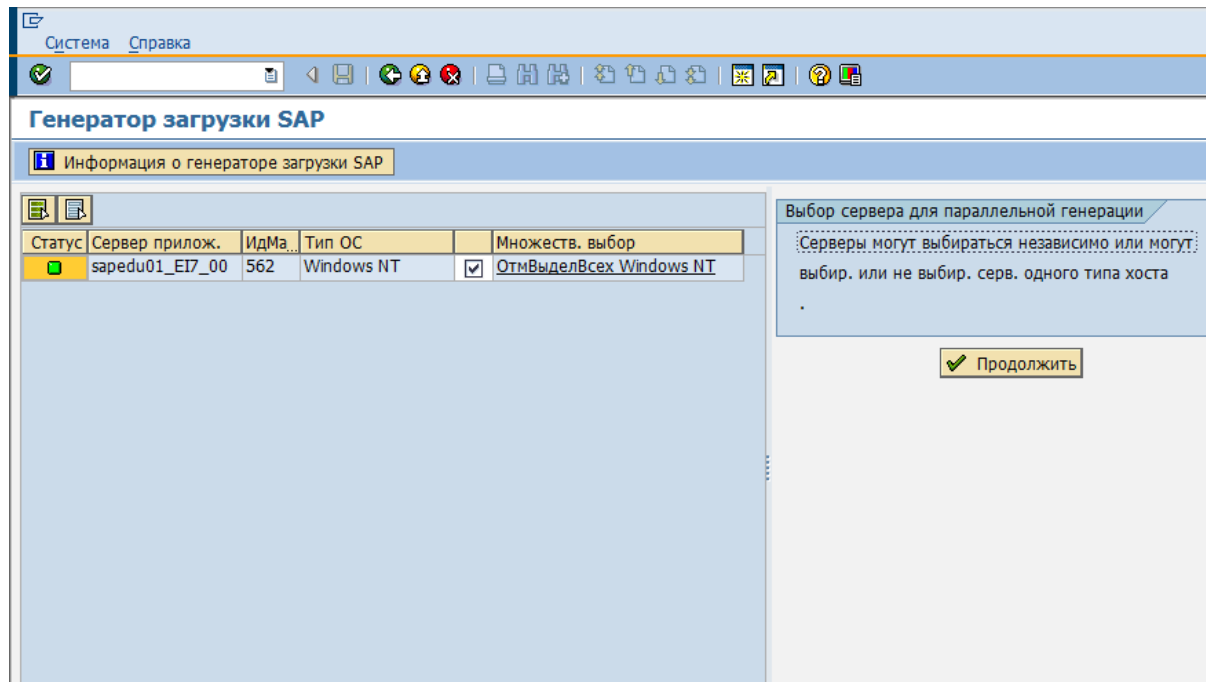 Система Справка
Генератор загрузки SAP
Информация о генераторе загрузки SAP
Статус Сервер прилож. ИдМа... Тип ОС Множеств. выбор
sapedu01_EI7_00 562 Windows NT ОтмВыделВсех Windows NT
Выбор сервера для параллельной генерации
Серверы могут выбираться независимо или могут
выбир. или не выбир. серв. одного типа хоста
.
Продолжить